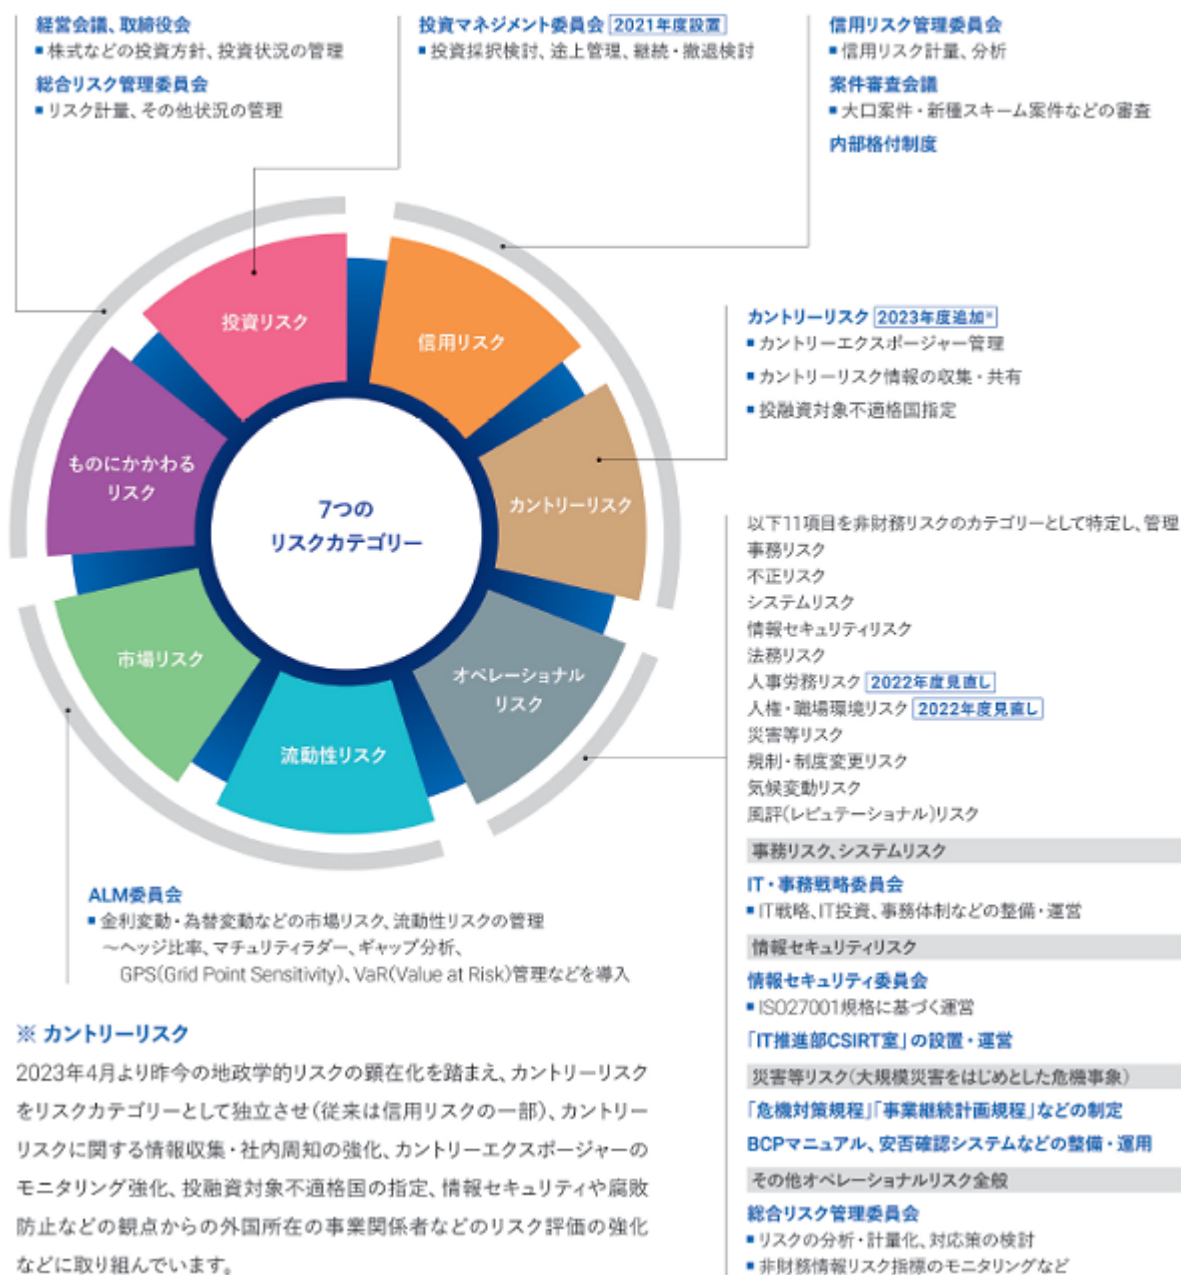 経営会議、取締役会
■株式などの投資方針、投資状況の管理
総合リスク管理委員会
■リスク計量、その他状況の管理
投資マネジメント委員会 2021年度設置
■投資採択検討、途上管理、継続・撤退検討
信用リスク管理委員会
■信用リスク計量、分析
案件審査会議
■大口案件・新種スキーム案件などの審査
内部格付制度
投資リスク
信用リスク
カントリーリスク
オペレーショナル
リスク
流動性リスク
市場リスク
ものにかかわる
リスク
7つの
リスクカテゴリー
カントリーリスク 2023年度追加※
■カントリーエクスポージャー管理
■カントリーリスク情報の収集・共有
■投融資対象不適格国指定
以下11項目を非財務リスクのカテゴリーとして特定し、管理
事務リスク
不正リスク
システムリスク
情報セキュリティリスク
法務リスク
人事労務リスク 2022年度見直し
人権・職場環境リスク 2022年度見直し
災害等リスク
規制・制度変更リスク
気候変動リスク
風評(レピュテーショナル)リスク
事務リスク、システムリスク
IT・事務戦略委員会
■IT戦略、IT投資、事務体制などの整備・運営
情報セキュリティリスク
情報セキュリティ委員会
■ISO27001規格に基づく運営
「IT推進部CSIRT室」の設置・運営
災害等リスク(大規模災害をはじめとした危機事象)
「危機対策規程」「事業継続計画規程」などの制定
BCPマニュアル、安否確認システムなどの整備・運用
その他オペレーショナルリスク全般
総合リスク管理委員会
■リスクの分析・計量化、対応策の検討
■非財務情報リスク指標のモニタリングなど
ALM委員会
■金利変動・為替変動などの市場リスク、流動性リスクの管理
～ヘッジ比率、マチュリティラダー、ギャップ分析、
GPS(Grid Point Sensitivity)、VaR(Value at Risk)管理などを導入
※ カントリーリスク
2023年4月より昨今の地政学的リスクの顕在化を踏まえ、カントリーリスク
をリスクカテゴリーとして独立させ(従来は信用リスクの一部)、カントリー
リスクに関する情報収集・社内周知の強化、カントリーエクスポージャーの
モニタリング強化、投融資対象不適格国の指定、情報セキュリティや腐敗
防止などの観点からの外国所在の事業関係者などのリスク評価の強化
などに取り組んでいます。